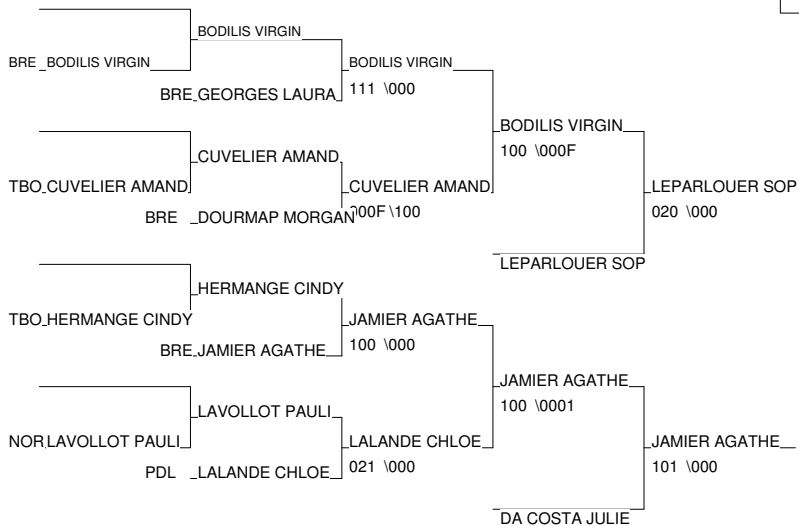 BODILIS VIRGIN
BRE BODILIS VIRGIN BODILIS VIRGIN
BRE GEORGES LAURA 111 \000
BODILIS VIRGIN
CUVELIER AMAND 100 \000F
TBO CUVELIER AMAND CUVELIER AMAND LEPARLOUER SOP
BRE DOURMAP MORGAN 000F \100 020 \000
LEPARLOUER SOP
HERMANGE CINDY
TBO HERMANGE CINDY JAMIER AGATHE
BRE JAMIER AGATHE 100 \000
JAMIER AGATHE
LAVOLLOT PAULI 100 \0001
NOR LAVOLLOT PAULI LALANDE CHLOE JAMIER AGATHE
PDL LALANDE CHLOE 021 \000 101 \000
DA COSTA JULIE